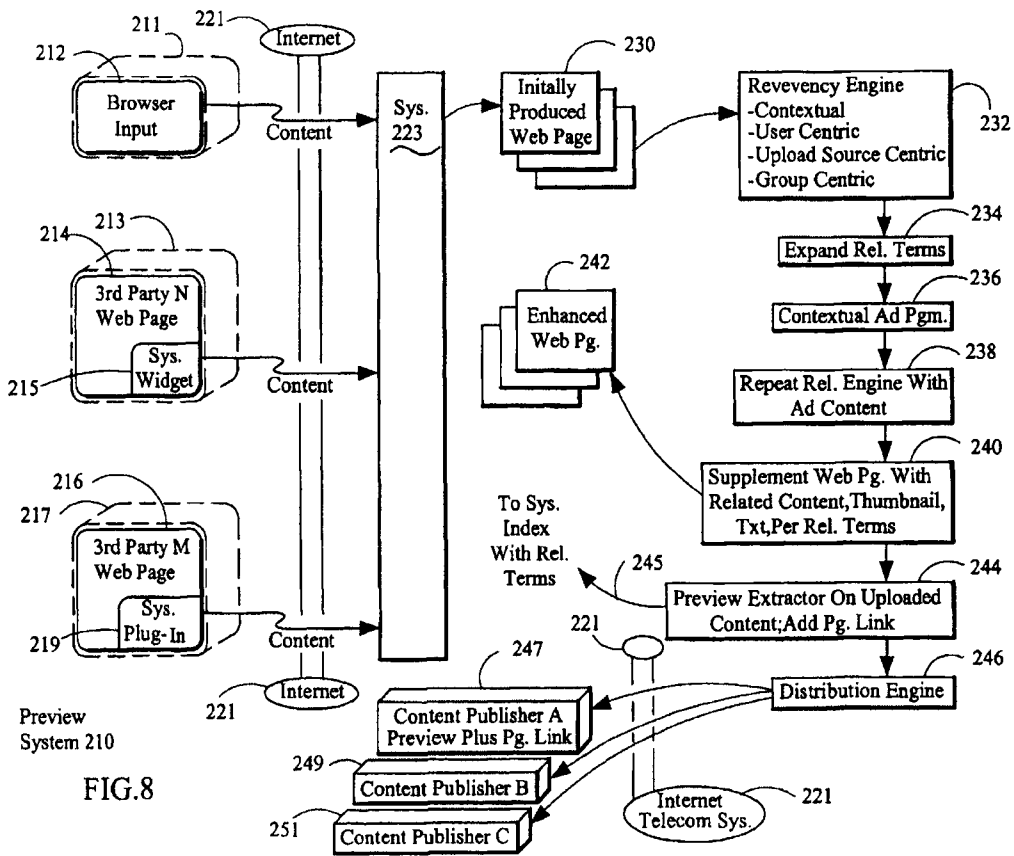 221
Internet
211
212
Browser
Input
Content
Sys.
223
230
Initally
Produced
Web Page
Revevency Engine
-Contextual
-User Centric
-Upload Source Centric
-Group Centric
232
234
Expand Rel. Terms
236
Contextual Ad Pgm.
238
Repeat Rel. Engine With
Ad Content
240
Supplement Web Pg. With
Related Content,Thumbnail,
Txt,Per Rel. Terms
242
Enhanced
Web Pg.
213
214
3rd Party N
Web Page
Sys.
Widget
215
Content
216
217
3rd Party M
Web Page
Sys.
Plug-In
219
Content
221
Internet
To Sys.
Index
With Rel.
Terms
245
244
Preview Extractor On Uploaded
Content;Add Pg. Link
221
246
Distribution Engine
247
Content Publisher A
Preview Plus Pg. Link
249
Content Publisher B
251
Content Publisher C
Internet
Telecom Sys.
221
Preview
System 210
FIG.8